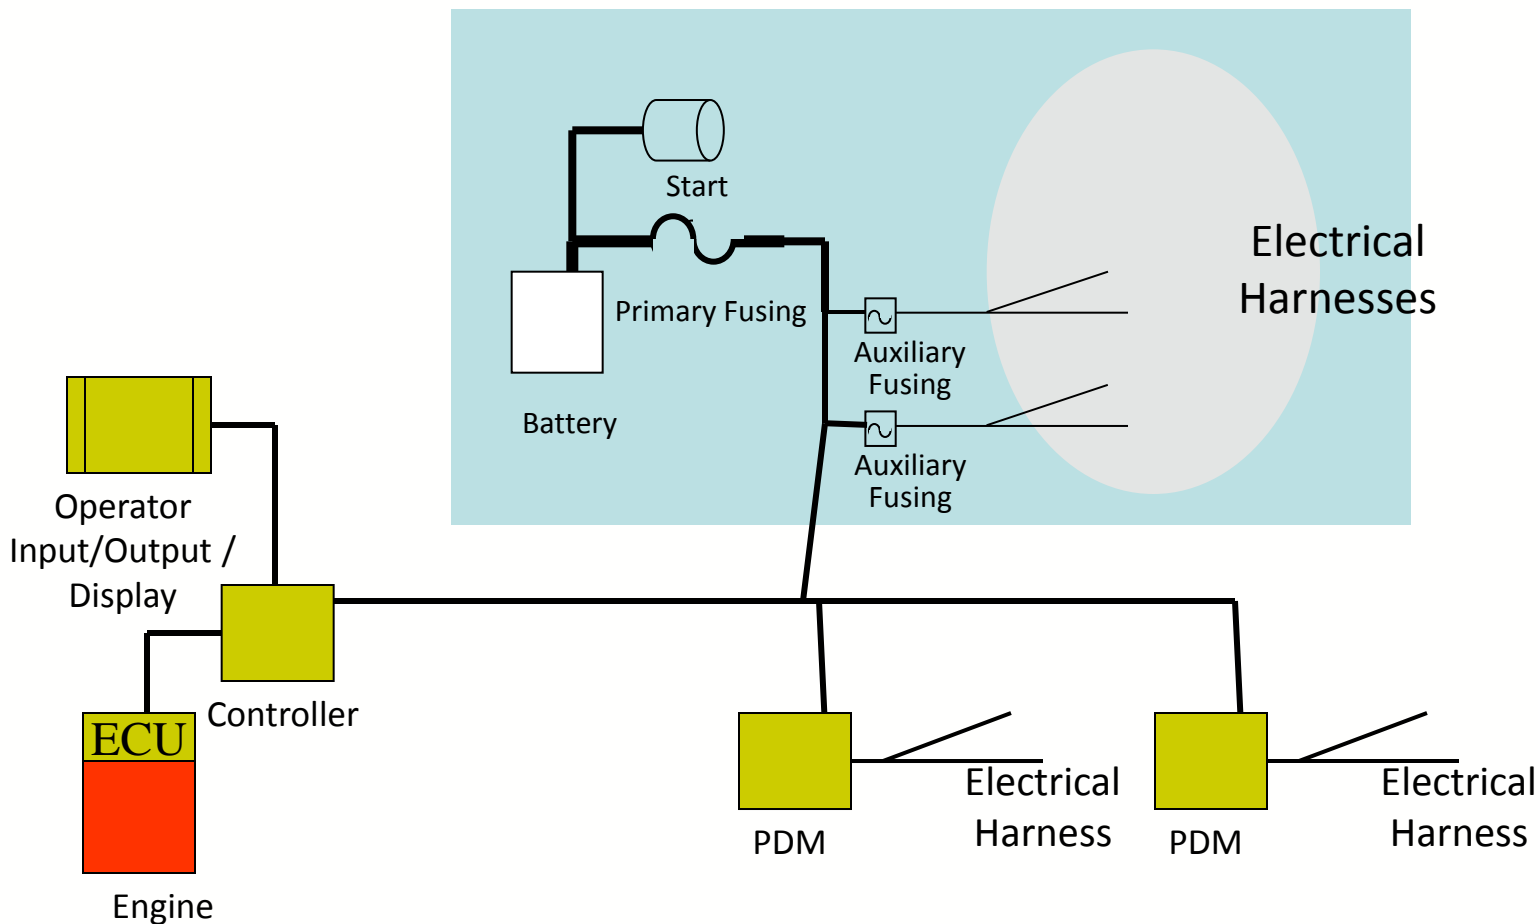 Start
Electrical
Harnesses
Primary Fusing
Auxiliary
Fusing
Battery
Auxiliary
Fusing
Operator
Input/Output /
Display
Controller
ECU
Engine
Electrical
Harness
PDM
Electrical
Harness
PDM